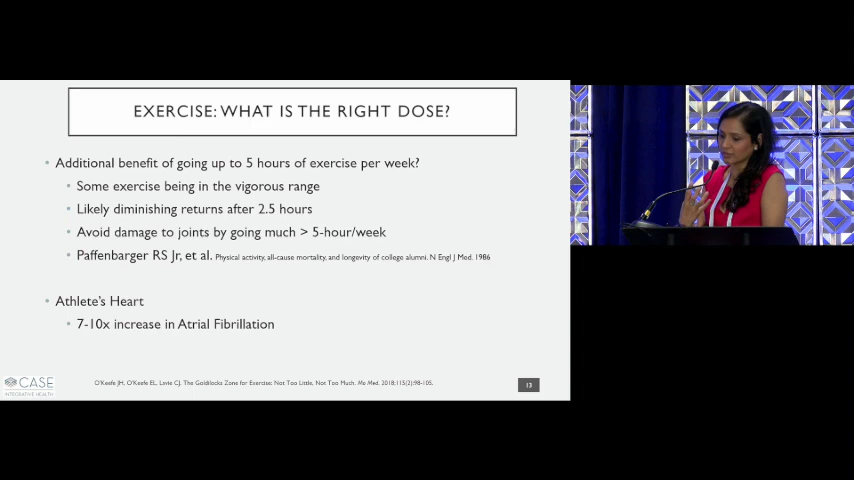 EXERCISE: WHAT IS THE RIGHT DOSE?
• Additional benefit of going up to 5 hours of exercise per week?
• Some exercise being in the vigorous range
• Likely diminishing returns after 2.5 hours
• Avoid damage to joints by going much > 5-hour/week
• Paffenbarger RS Jr, et al. Physical activity, all-cause mortality, and longevity of college alumni. N Engl J Med. 1986
• Athlete's Heart
• 7-10x increase in Atrial Fibrillation
CASE
INTEGRATIVE HEALTH
O'Keefe JH, O'Keefe EL, Lavie CJ. The Goldilocks Zone for Exercise: Not Too Little, Not Too Much. Mo Med. 2018;115(2):98-105.
13